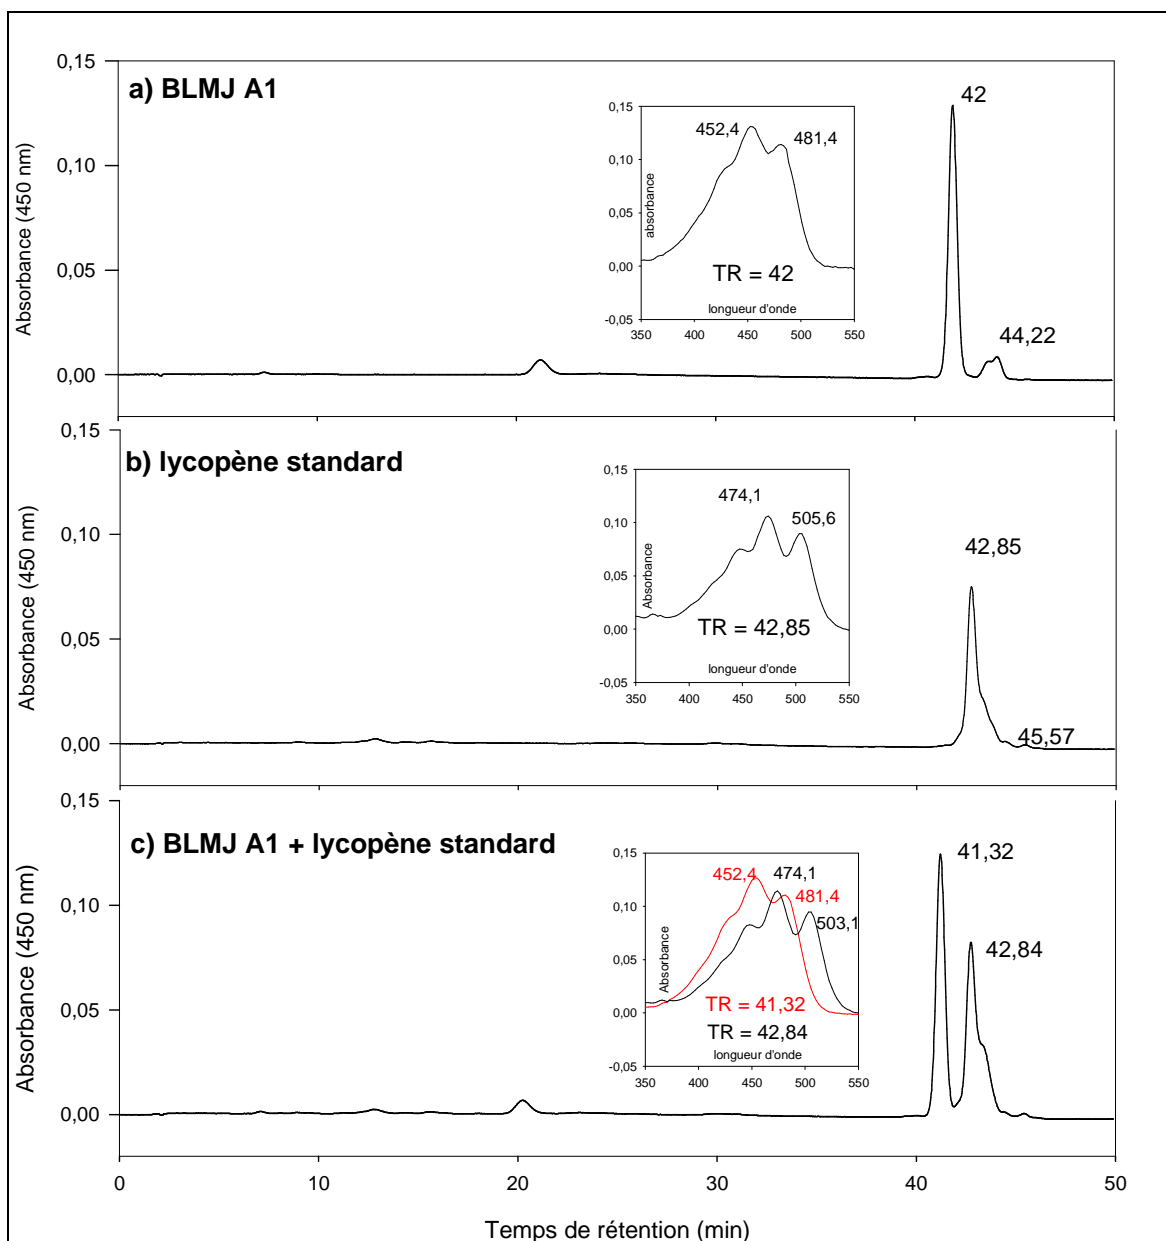 a) BLMJ A1
42
44,22
0,15
0,10
0,05
0,00
Absorbance (450 nm)
452,4
481,4
0,15
0,10
0,05
0,00
-0,05
absorbance
TR = 42
longueur d'onde
350 400 450 500 550
b) lycopène standard
42,85
45,57
0,15
0,10
0,05
0,00
Absorbance (450 nm)
474,1
505,6
0,15
0,10
0,05
0,00
-0,05
Absorbance
TR = 42,85
longueur d'onde
350 400 450 500 550
c) BLMJ A1 + lycopène standard
41,32
42,84
0,15
0,10
0,05
0,00
Absorbance (450 nm)
452,4
474,1
481,4
503,1
0,15
0,10
0,05
0,00
-0,05
Absorbance
TR = 41,32
TR = 42,84
longueur d'onde
350 400 450 500 550
0 10 20 30 40 50
Temps de rétention (min)